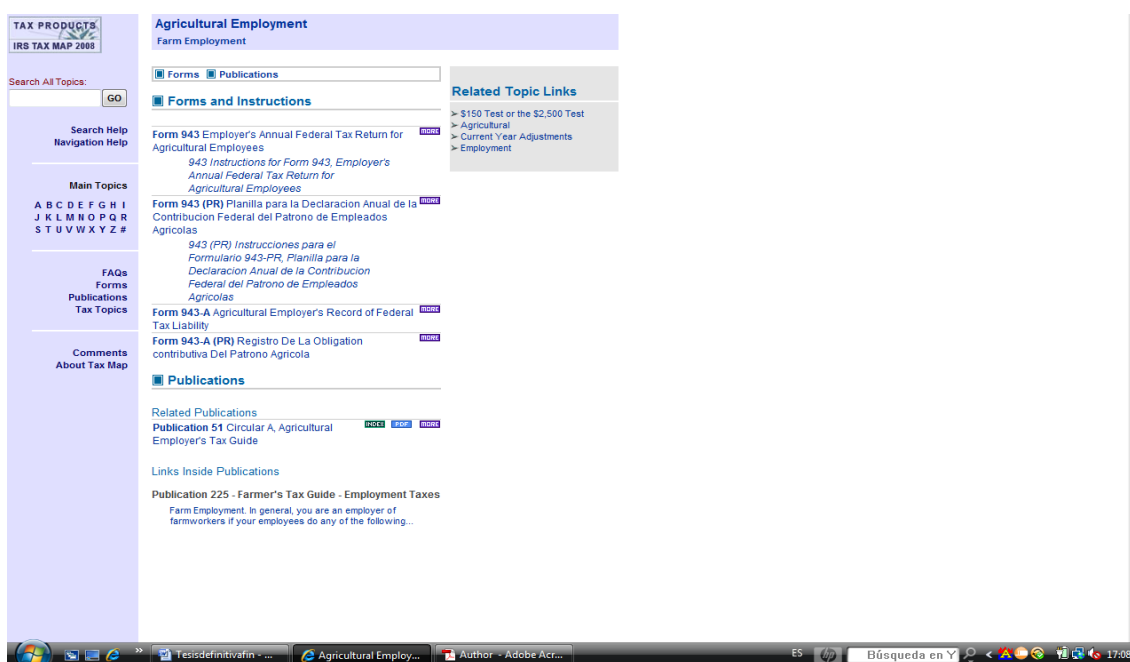 TAX PRODUCTS
IRS TAX MAP 2008
Search All Topics:
GO
Search Help
Navigation Help
Main Topics
A B C D E F G H I
J K L M N O P Q R
S T U V W X Y Z #
FAQs
Forms
Publications
Tax Topics
Comments
About Tax Map
Agricultural Employment
Farm Employment
Forms Publications
Forms and Instructions
Form 943 Employer's Annual Federal Tax Return for MORE
Agricultural Employees
943 Instructions for Form 943, Employer's
Annual Federal Tax Return for
Agricultural Employees
Form 943 (PR) Planilla para la Declaracion Anual de la MORE
Contribucion Federal del Patrono de Empleados
Agricolas
943 (PR) Instrucciones para el
Formulario 943-PR, Planilla para la
Declaracion Anual de la Contribucion
Federal del Patrono de Empleados
Agricolas
Form 943-A Agricultural Employer's Record of Federal MORE
Tax Liability
Form 943-A (PR) Registro De La Obligation MORE
contributiva Del Patrono Agricola
Publications
Related Publications
Publication 51 Circular A, Agricultural INDEX PDF MORE
Employer's Tax Guide
Links Inside Publications
Publication 225 - Farmer's Tax Guide - Employment Taxes
Farm Employment. In general, you are an employer of
farmworkers if your employees do any of the following...
Related Topic Links
➢ $150 Test or the $2,500 Test
➢ Agricultural
➢ Current Year Adjustments
➢ Employment
» Tesisdefinitivafin - ... Agricultural Employ... Author - Adobe Acr... ES hp Búsqueda en Y < 17:08